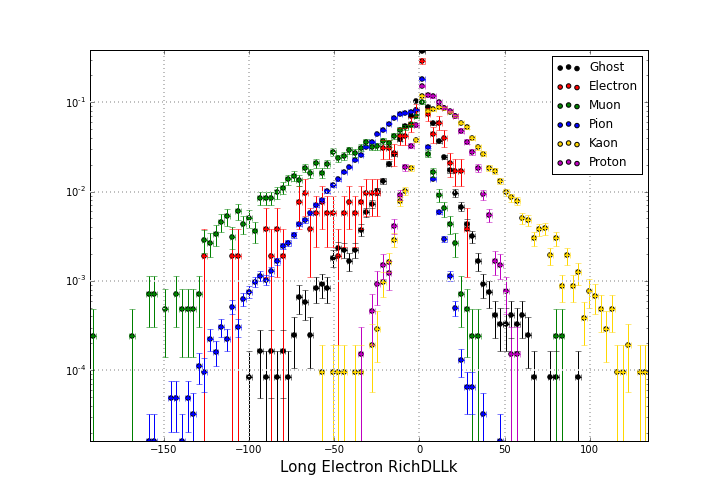 Ghost
Electron
Muon
Pion
Kaon
Proton
10^-1
10^-2
10^-3
10^-4
−150 −100 −50 0 50 100
Long Electron RichDLLk